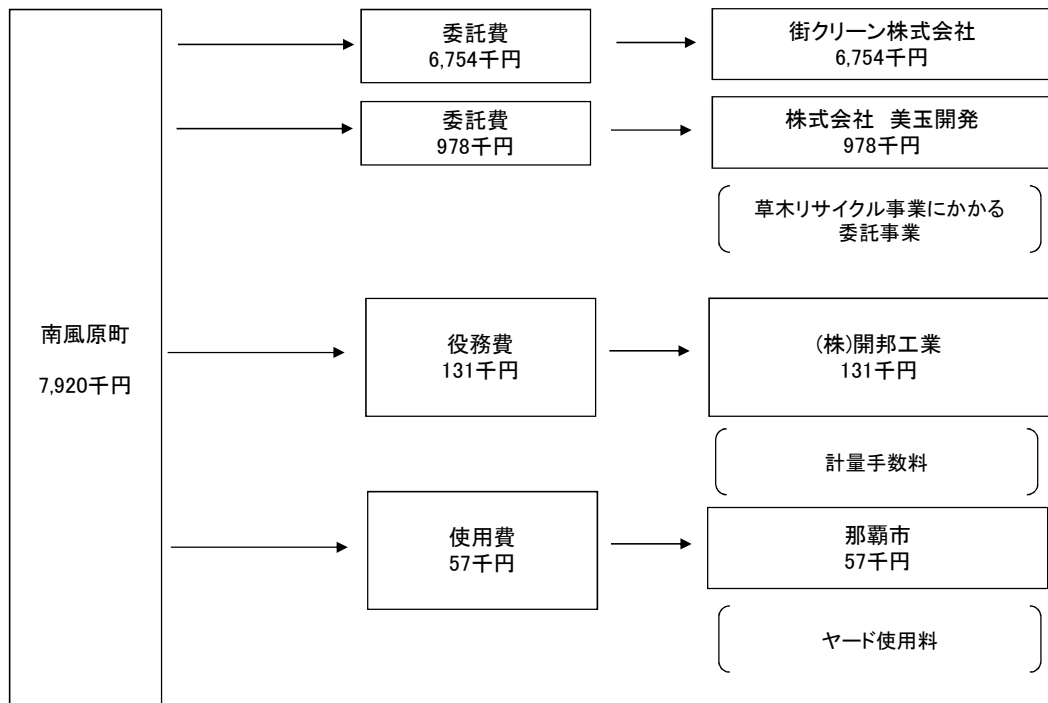 南風原町
7,920千円
委託費
6,754千円
街クリーン株式会社
6,754千円
委託費
978千円
株式会社　美玉開発
978千円
草木リサイクル事業にかかる
委託事業
役務費
131千円
(株)開邦工業
131千円
計量手数料
使用費
57千円
那覇市
57千円
ヤード使用料